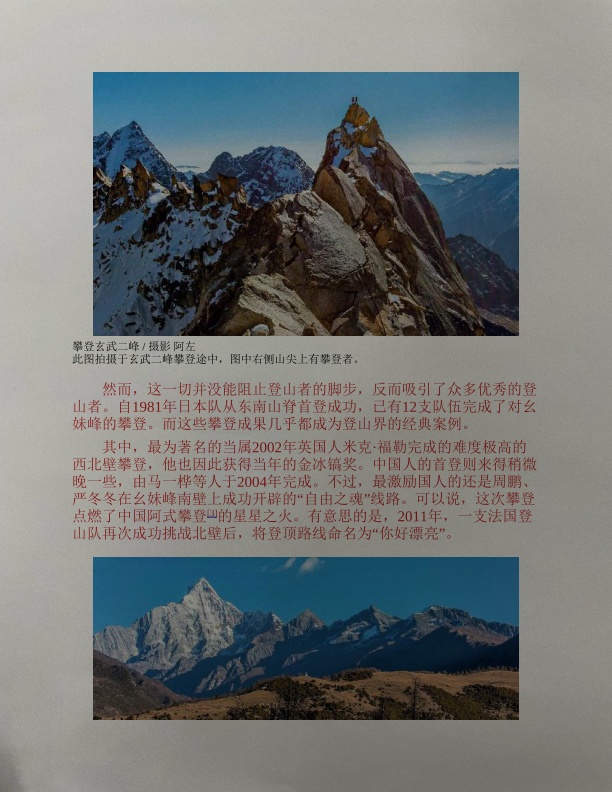 攀登玄武二峰 / 摄影 阿左
此图拍摄于玄武二峰攀登途中，图中右侧山尖上有攀登者。
然而，这一切并没能阻止登山者的脚步，反而吸引了众多优秀的登
山者。自1981年日本队从东南山脊首登成功，已有12支队伍完成了对幺
妹峰的攀登。而这些攀登成果几乎都成为登山界的经典案例。
其中，最为著名的当属2002年英国人米克·福勒完成的难度极高的
西北壁攀登，他也因此获得当年的金冰镐奖。中国人的首登则来得稍微
晚一些，由马一桦等人于2004年完成。不过，最激励国人的还是周鹏、
严冬冬在幺妹峰南壁上成功开辟的“自由之魂”线路。可以说，这次攀登
点燃了中国阿式攀登的星星之火。有意思的是，2011年，一支法国登
山队再次成功挑战北壁后，将登顶路线命名为“你好漂亮”。